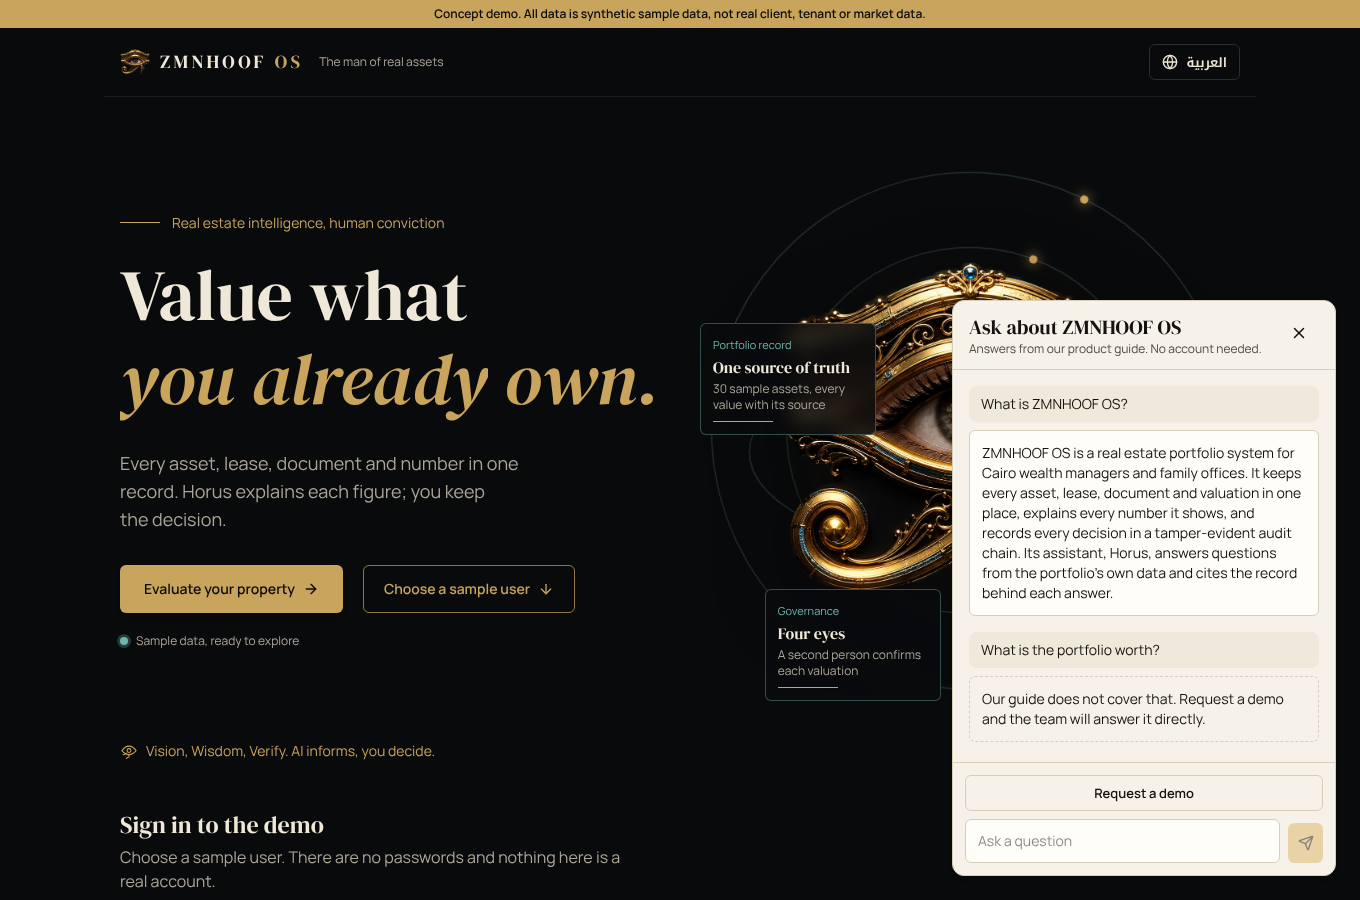 Concept demo. All data is synthetic sample data, not real client, tenant or market data.
ZMNHOOF OS
The man of real assets
العربية
Real estate intelligence, human conviction
Value what
you already own.
Every asset, lease, document and number in one
record. Horus explains each figure; you keep
the decision.
Evaluate your property
Choose a sample user
Sample data, ready to explore
Portfolio record
One source of truth
30 sample assets, every
value with its source
Governance
Four eyes
A second person confirms
each valuation
Vision, Wisdom, Verify. AI informs, you decide.
Sign in to the demo
Choose a sample user. There are no passwords and nothing here is a
real account.
Ask about ZMNHOOF OS
Answers from our product guide. No account needed.
What is ZMNHOOF OS?
ZMNHOOF OS is a real estate portfolio system for
Cairo wealth managers and family offices. It keeps
every asset, lease, document and valuation in one
place, explains every number it shows, and
records every decision in a tamper-evident audit
chain. Its assistant, Horus, answers questions
from the portfolio's own data and cites the record
behind each answer.
What is the portfolio worth?
Our guide does not cover that. Request a demo
and the team will answer it directly.
Request a demo
Ask a question